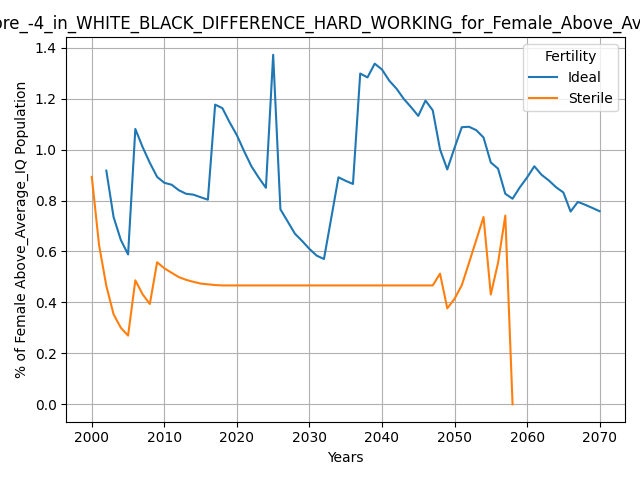 ore_-4_in_WHITE_BLACK_DIFFERENCE_HARD_WORKING_for_Female_Above_Av
Fertility
Ideal
Sterile
% of Female Above_Average_IQ Population
1.4
1.2
1.0
0.8
0.6
0.4
0.2
0.0
2000 2010 2020 2030 2040 2050 2060 2070
Years